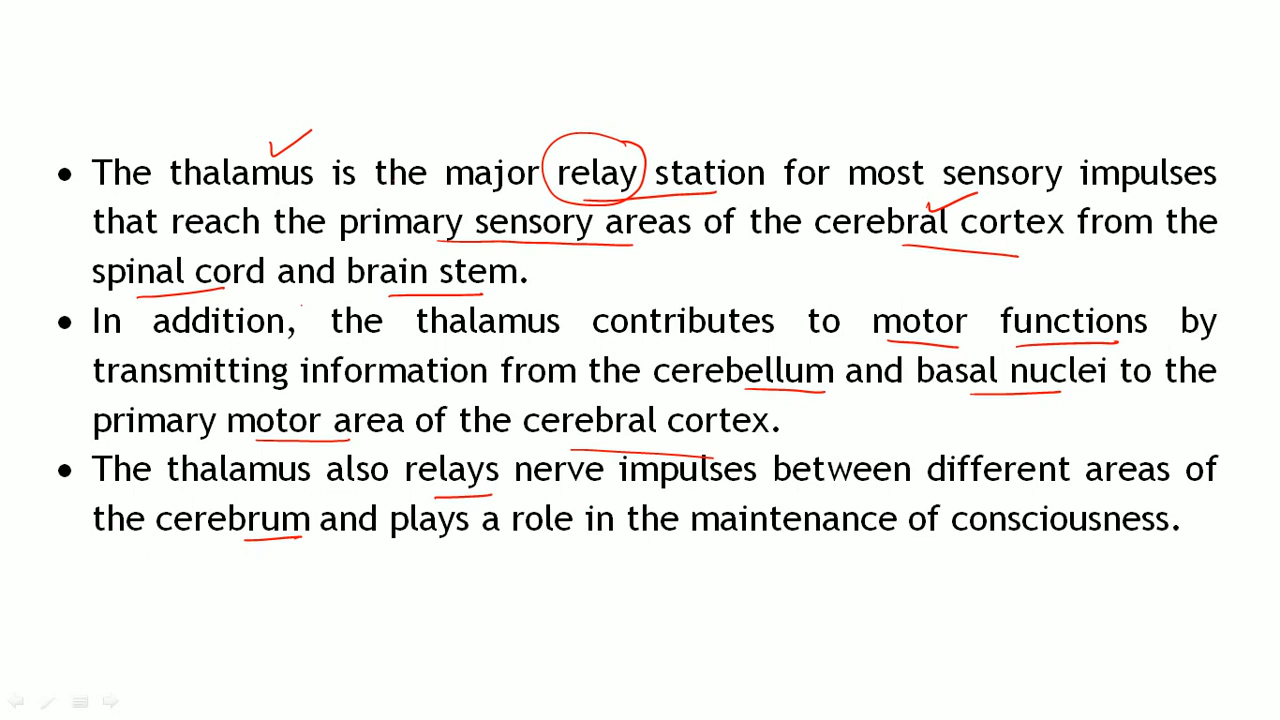 • The thalamus is the major relay station for most sensory impulses
that reach the primary sensory areas of the cerebral cortex from the
spinal cord and brain stem.
• In addition, the thalamus contributes to motor functions by
transmitting information from the cerebellum and basal nuclei to the
primary motor area of the cerebral cortex.
• The thalamus also relays nerve impulses between different areas of
the cerebrum and plays a role in the maintenance of consciousness.